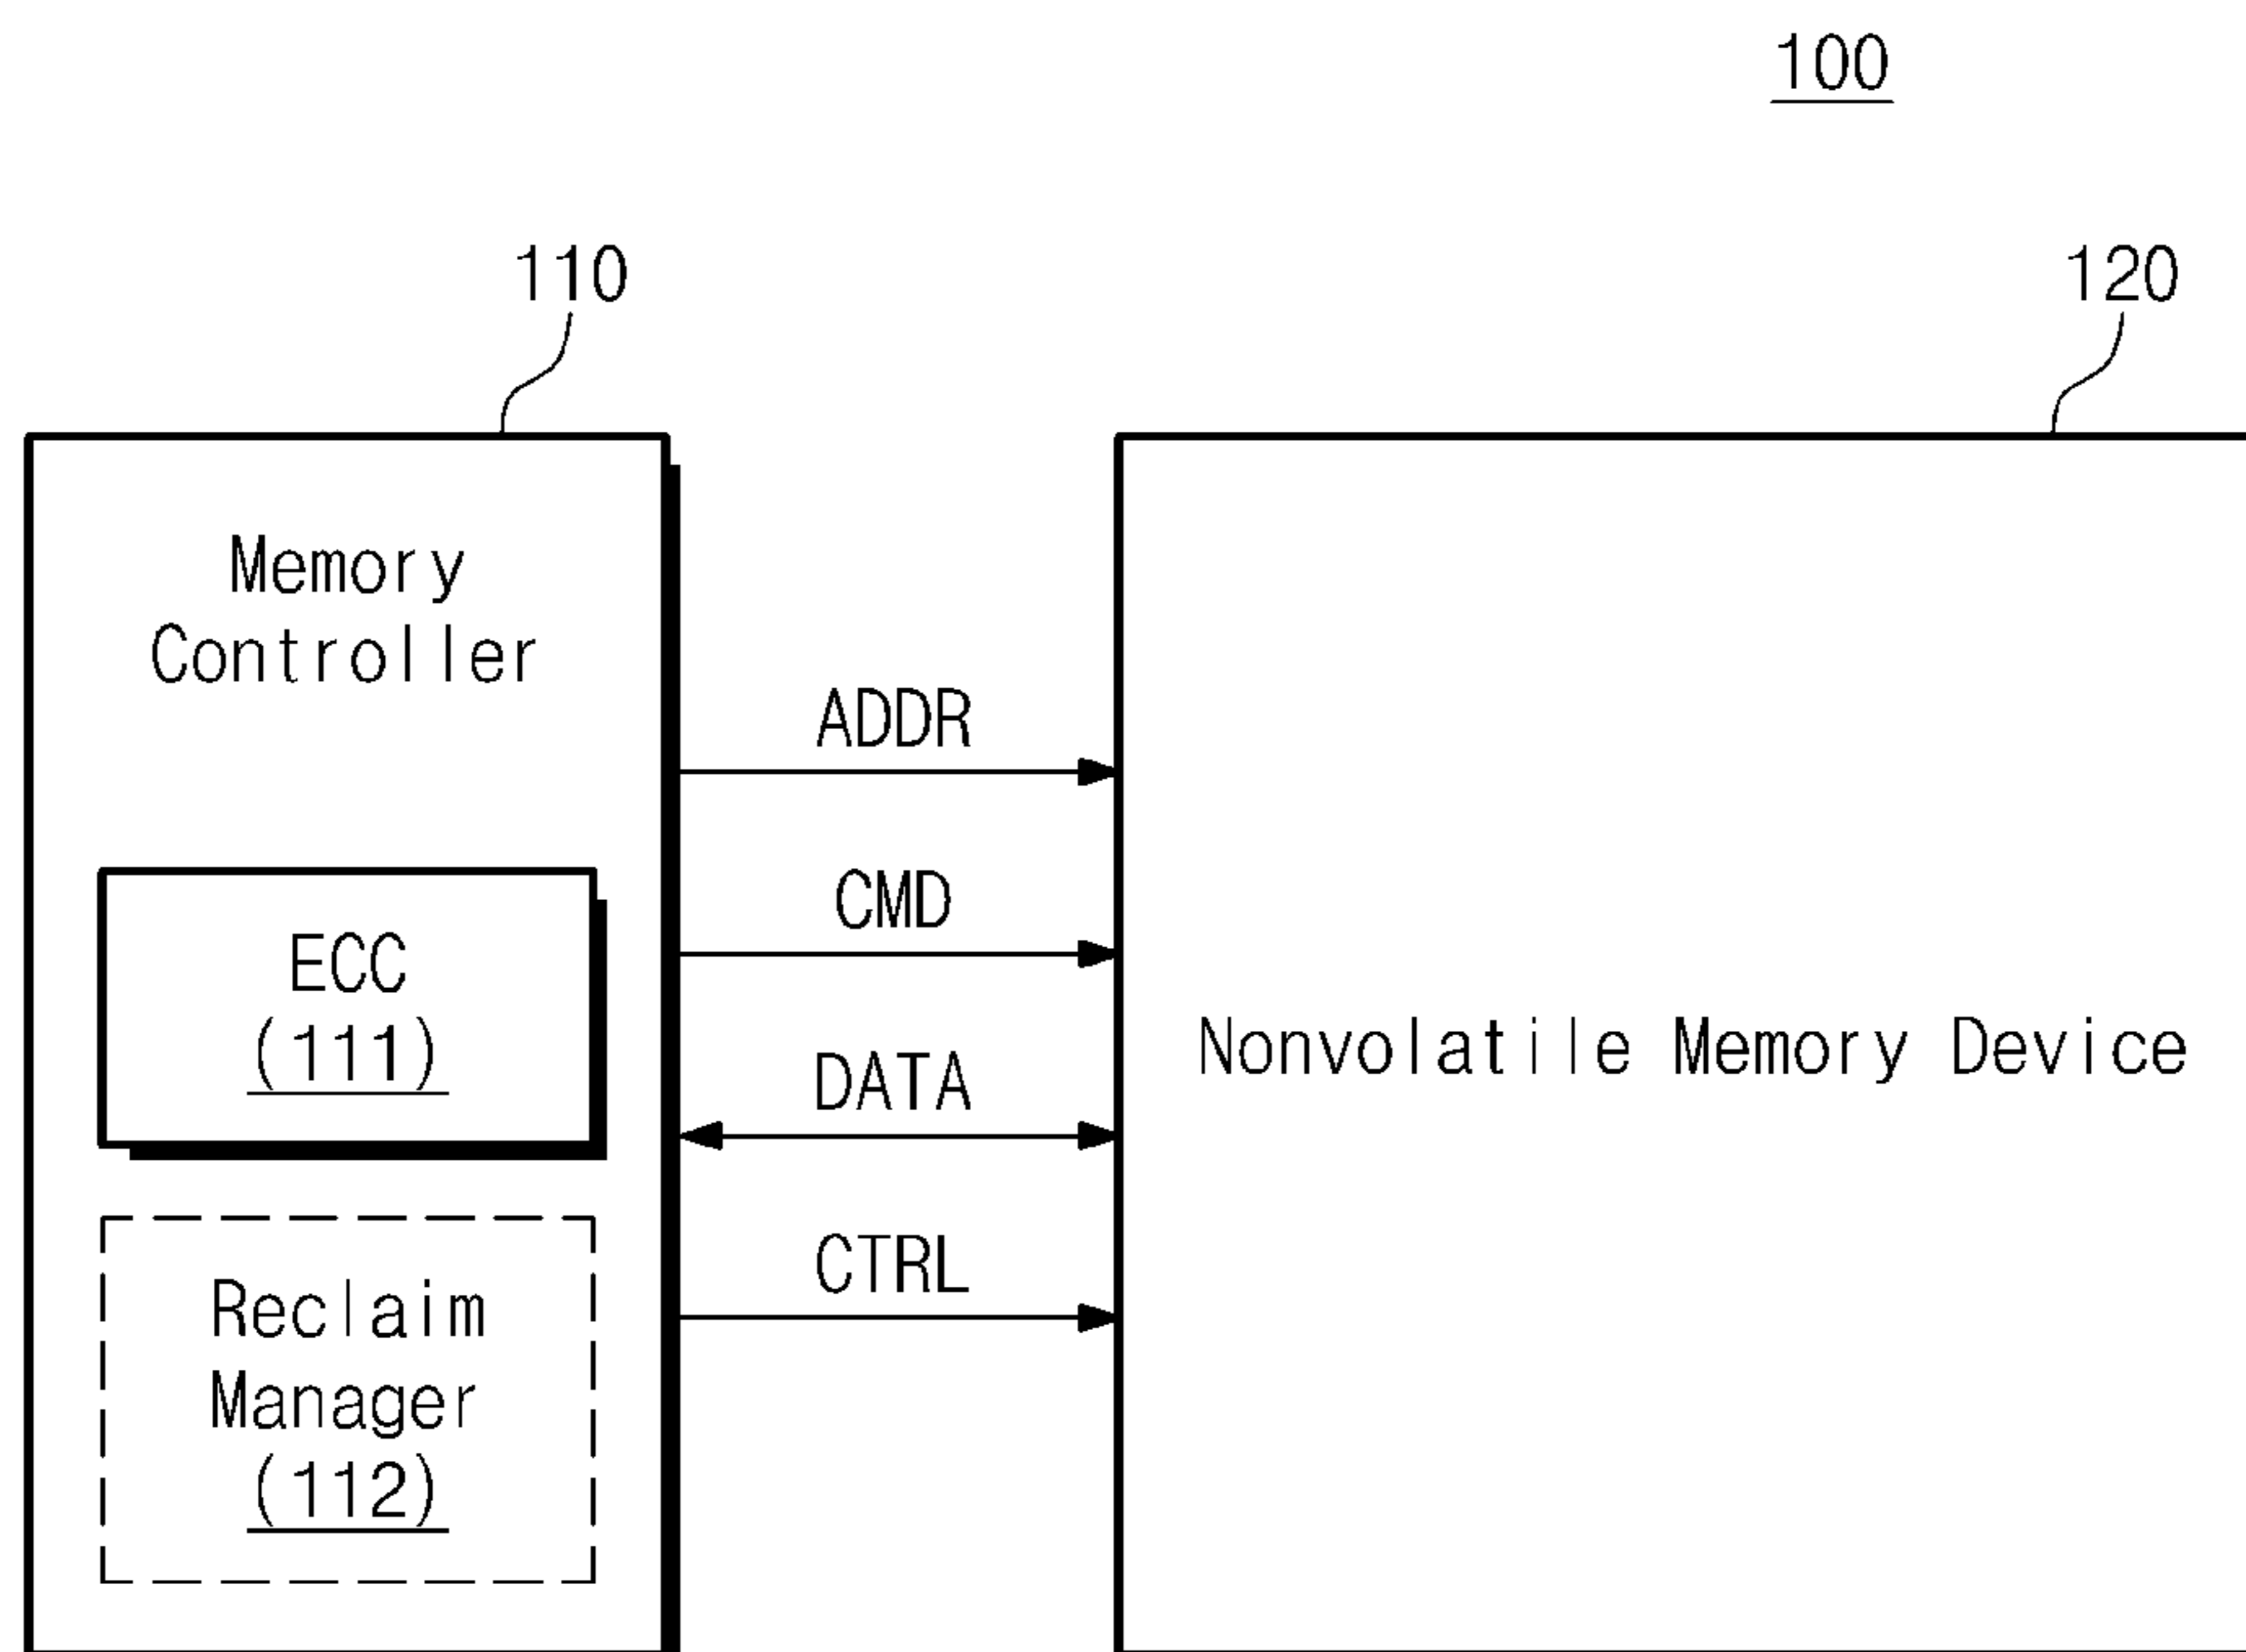 100
110
120
Memory
Controller
ECC
(111)
Reclaim
Manager
(112)
ADDR
CMD
DATA
CTRL
Nonvolatile Memory Device